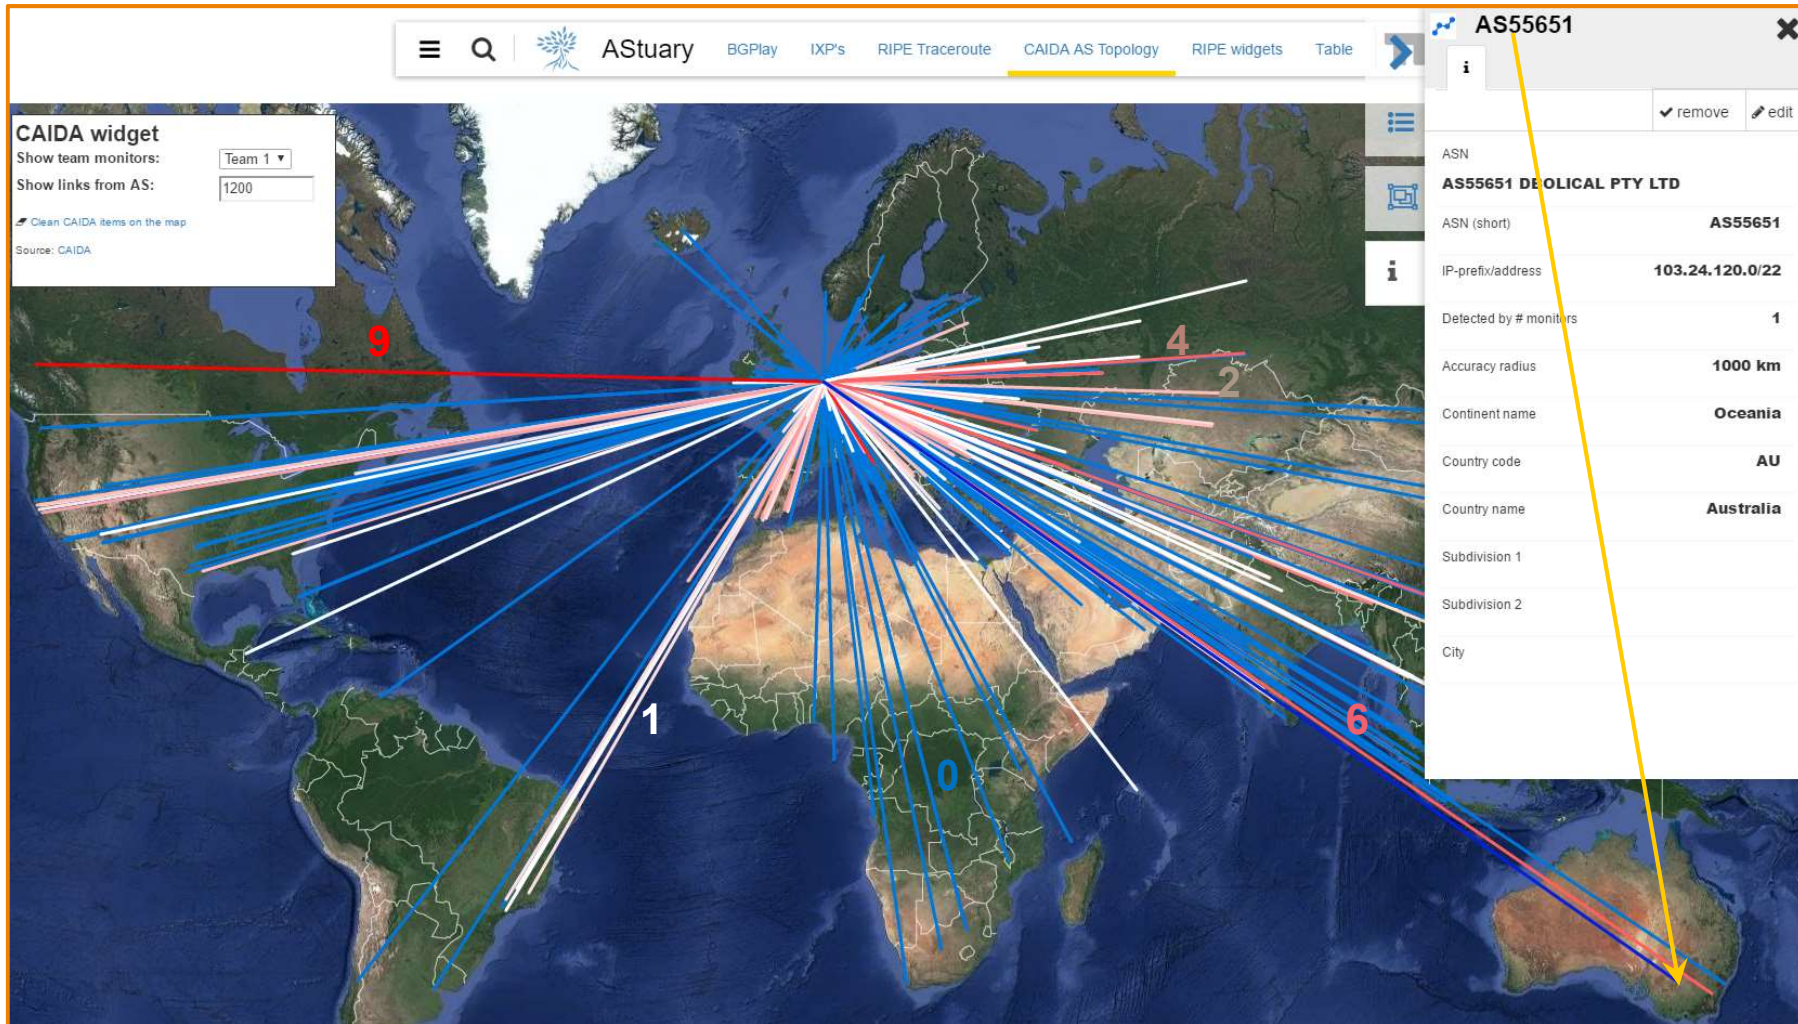 AStuary BGPlay IXP's RIPE Traceroute CAIDA AS Topology RIPE widgets Table
AS55651
i
remove edit
CAIDA widget
Show team monitors: Team 1
Show links from AS: 1200
Clean CAIDA items on the map
Source: CAIDA
ASN
AS55651 DEOLICAL PTY LTD
ASN (short) AS55651
IP-prefix/address 103.24.120.0/22
Detected by # monitors 1
Accuracy radius 1000 km
Continent name Oceania
Country code AU
Country name Australia
Subdivision 1
Subdivision 2
City
i
9
4
2
1
6
0